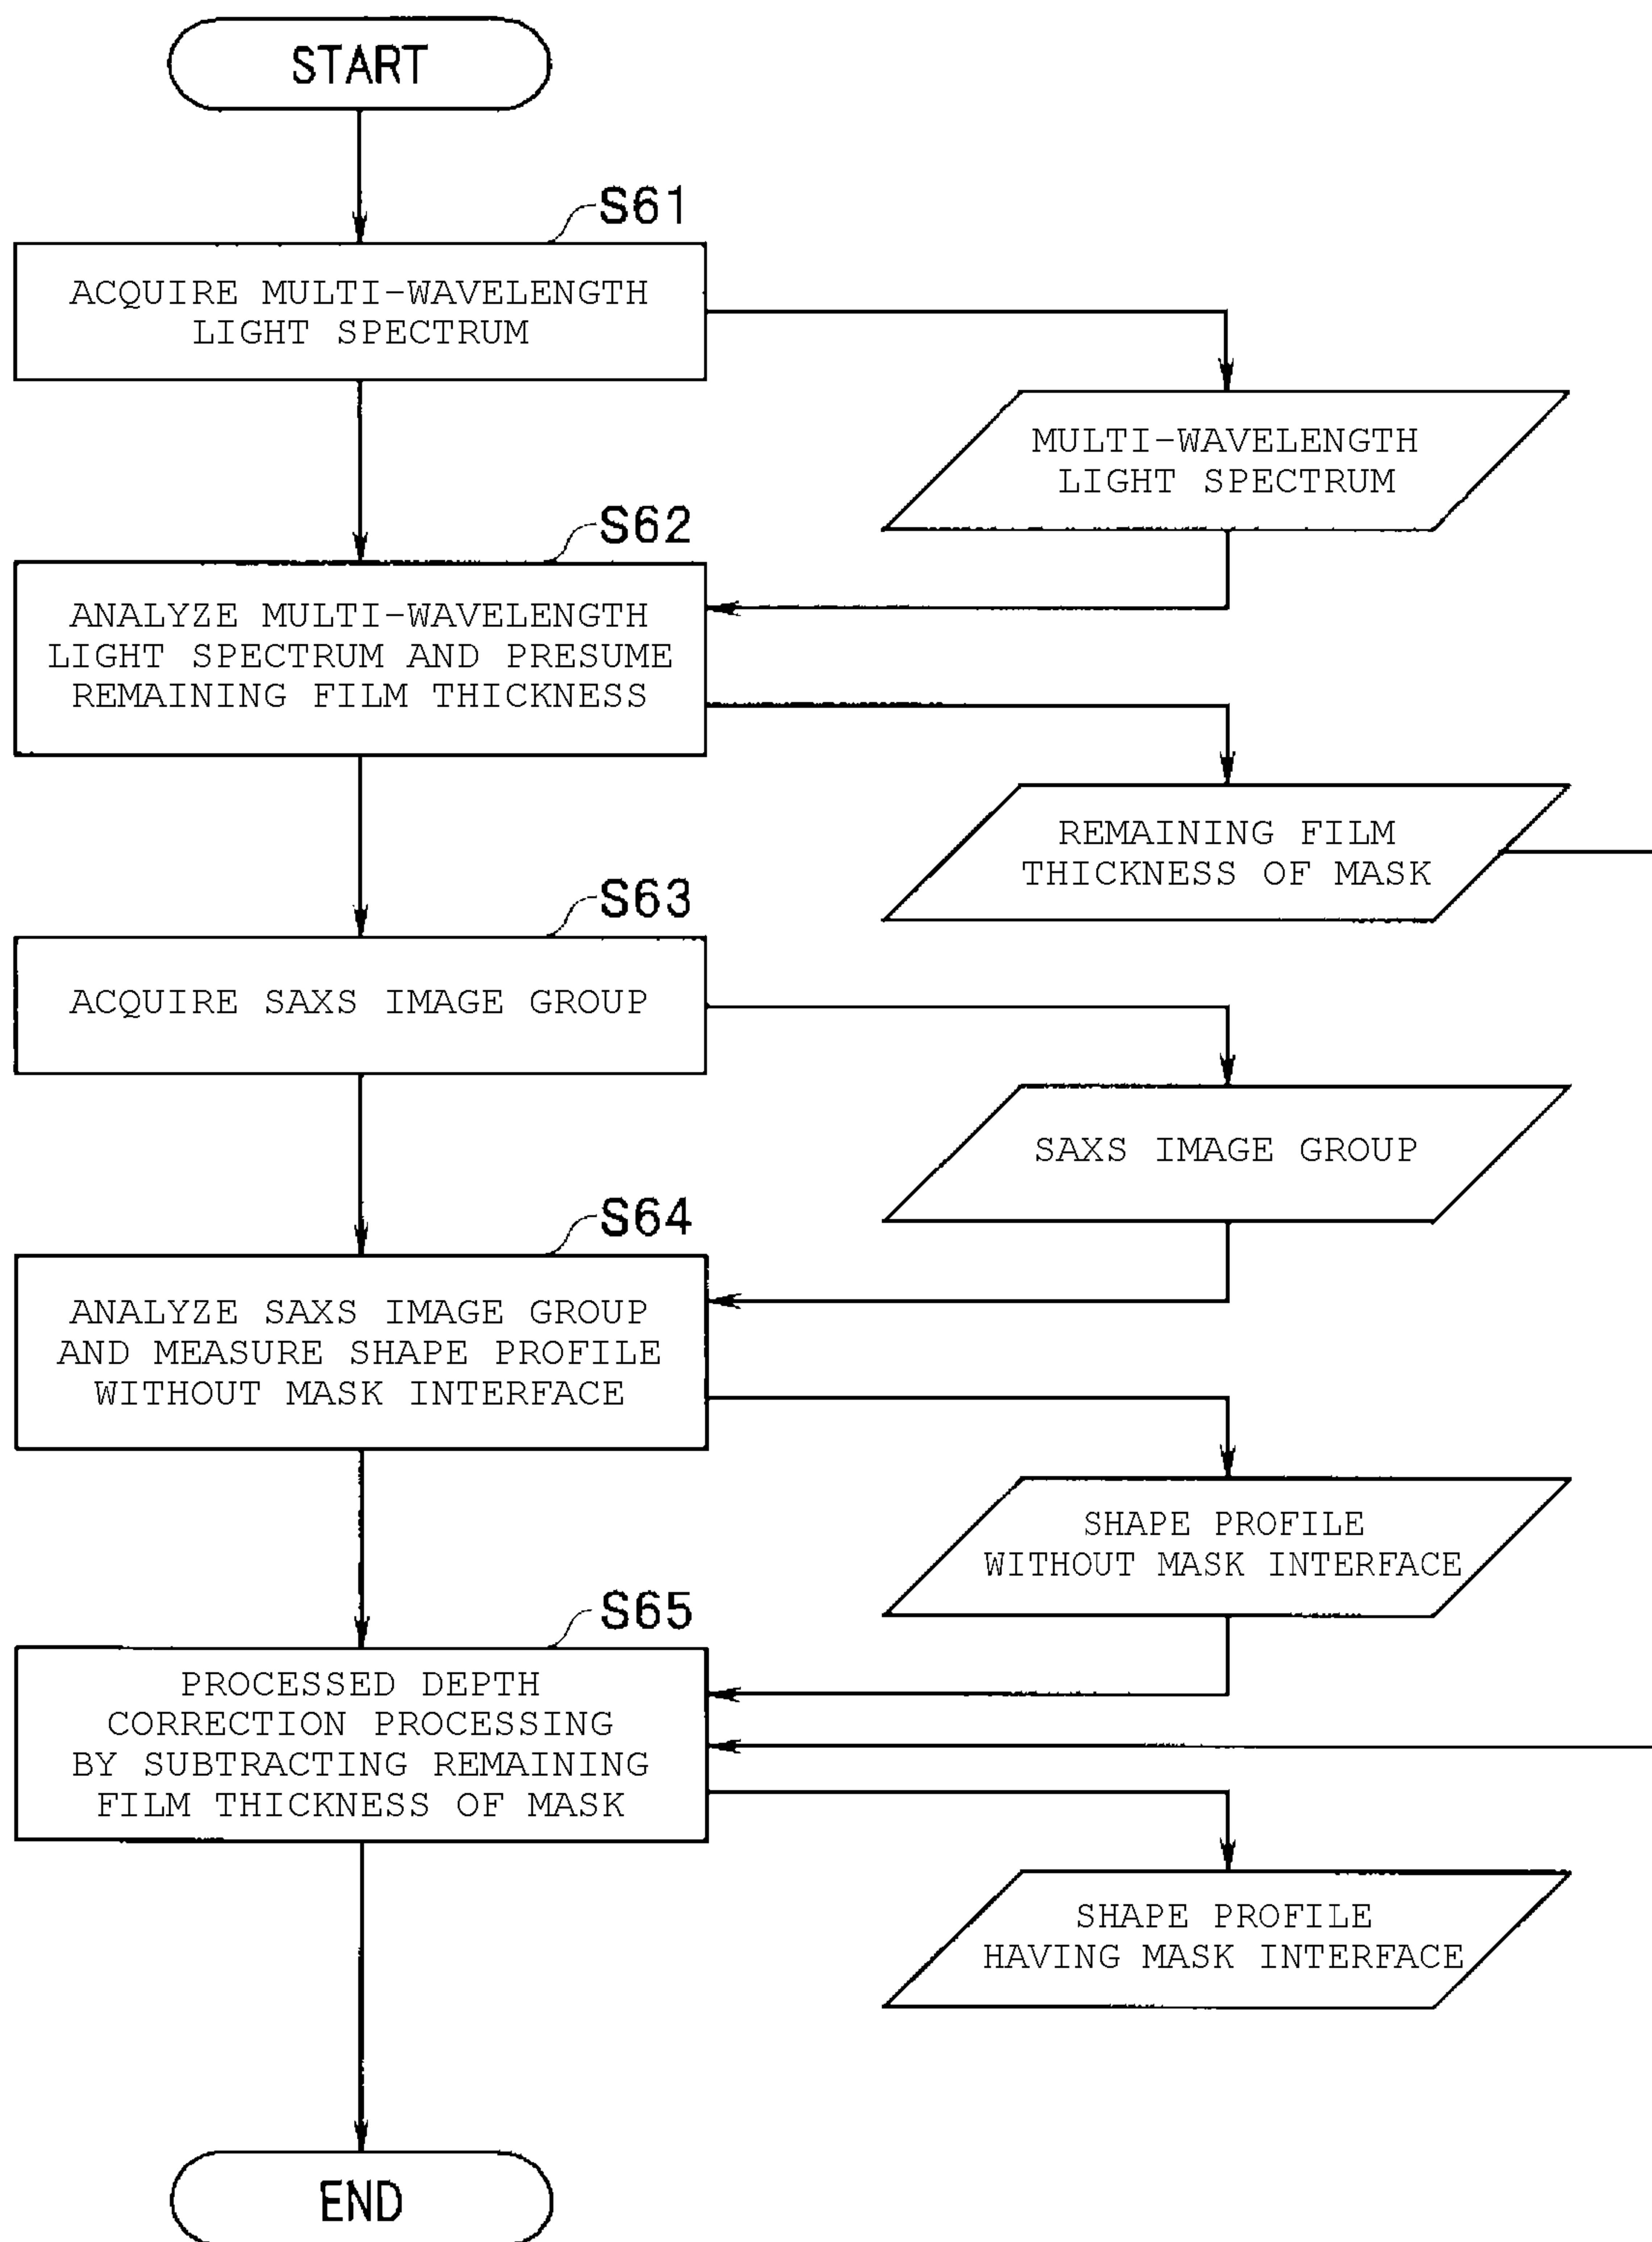 START
S61
ACQUIRE MULTI-WAVELENGTH
LIGHT SPECTRUM
MULTI-WAVELENGTH
LIGHT SPECTRUM
S62
ANALYZE MULTI-WAVELENGTH
LIGHT SPECTRUM AND PRESUME
REMAINING FILM THICKNESS
REMAINING FILM
THICKNESS OF MASK
S63
ACQUIRE SAXS IMAGE GROUP
SAXS IMAGE GROUP
S64
ANALYZE SAXS IMAGE GROUP
AND MEASURE SHAPE PROFILE
WITHOUT MASK INTERFACE
SHAPE PROFILE
WITHOUT MASK INTERFACE
S65
PROCESSED DEPTH
CORRECTION PROCESSING
BY SUBTRACTING REMAINING
FILM THICKNESS OF MASK
SHAPE PROFILE
HAVING MASK INTERFACE
END